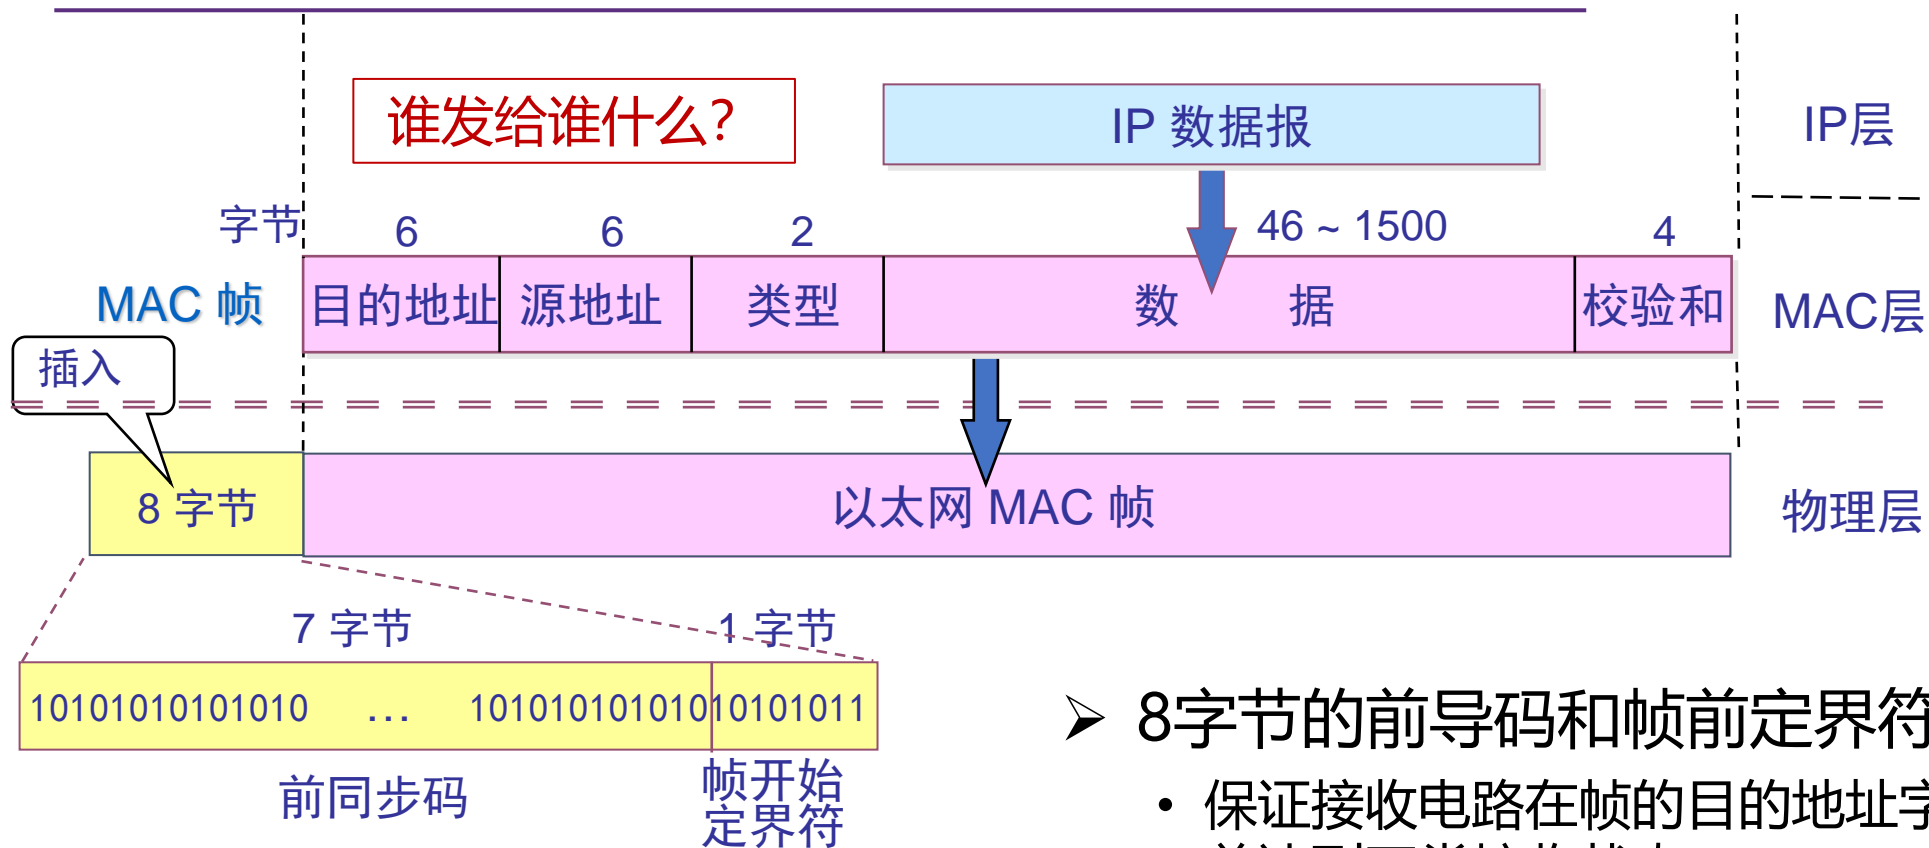 谁发给谁什么?
IP 数据报
IP层
字节
6
6
2
46 ~ 1500
4
MAC 帧
目的地址
源地址
类型
数 据
校验和
MAC层
插入
8 字节
以太网 MAC 帧
物理层
7 字节
1 字节
10101010101010 … 1010101010101
0101011
前同步码
帧开始
定界符
➢ 8字节的前导码和帧前定界符
• 保证接收电路在帧的目的地址字